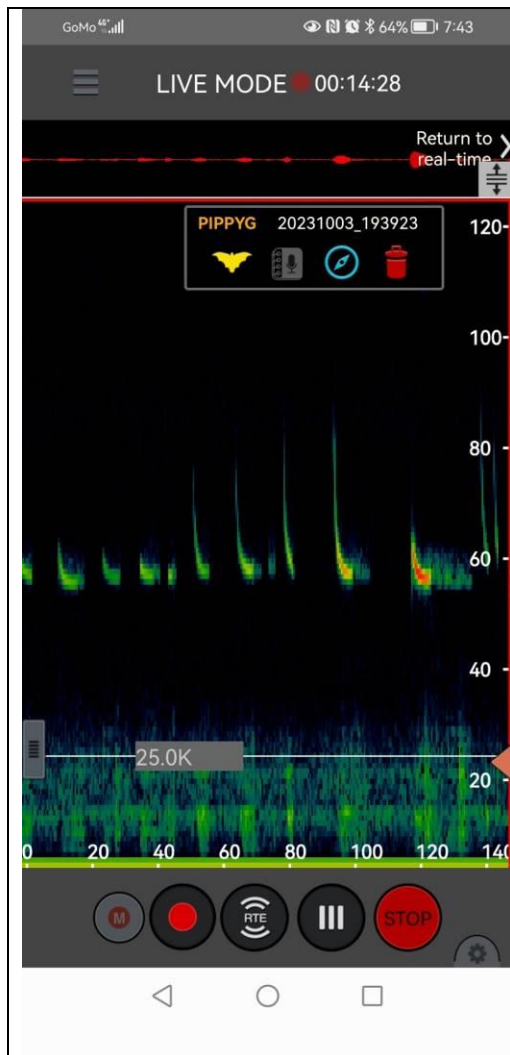 GoMo 4G+ 64% 7:43
LIVE MODE 00:14:28
Return to
real-time
PIPPYG 20231003_193923
120
100
80
60
40
25.0K
20
0 20 40 60 80 100 120 140
M RTE STOP